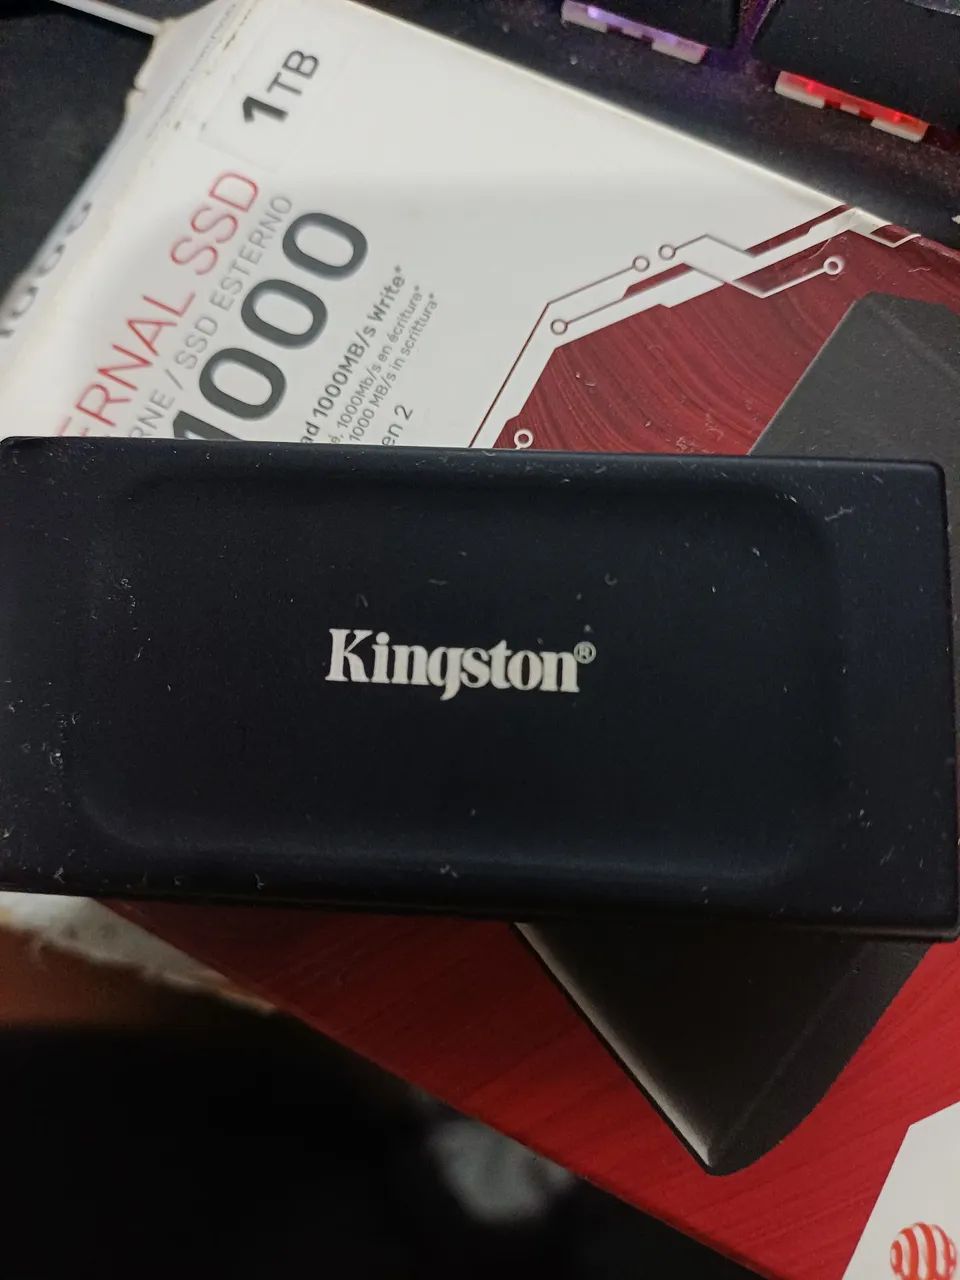 1TB
ERNAL SSD
RNE / SSD ESTERNO
1000
ad 1000MB/s Write*
é, 1000Mb/s en écriture*
1000 MB/s in scrittura*
en 2
Kingston®